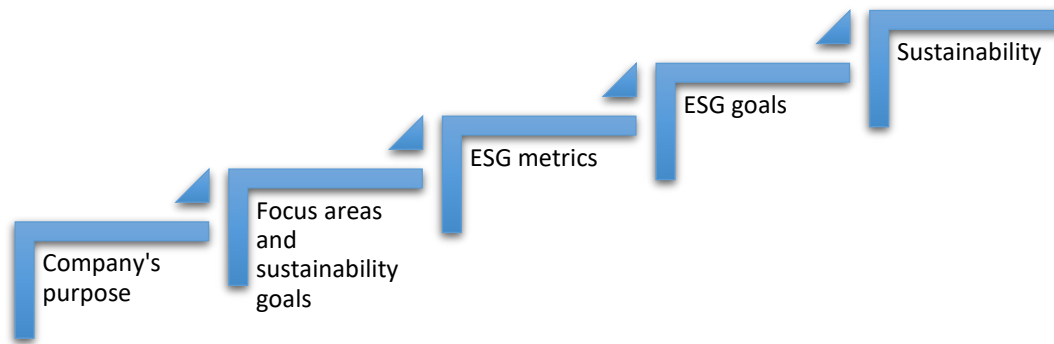 Company's
purpose
Focus areas
and
sustainability
goals
ESG metrics
ESG goals
Sustainability